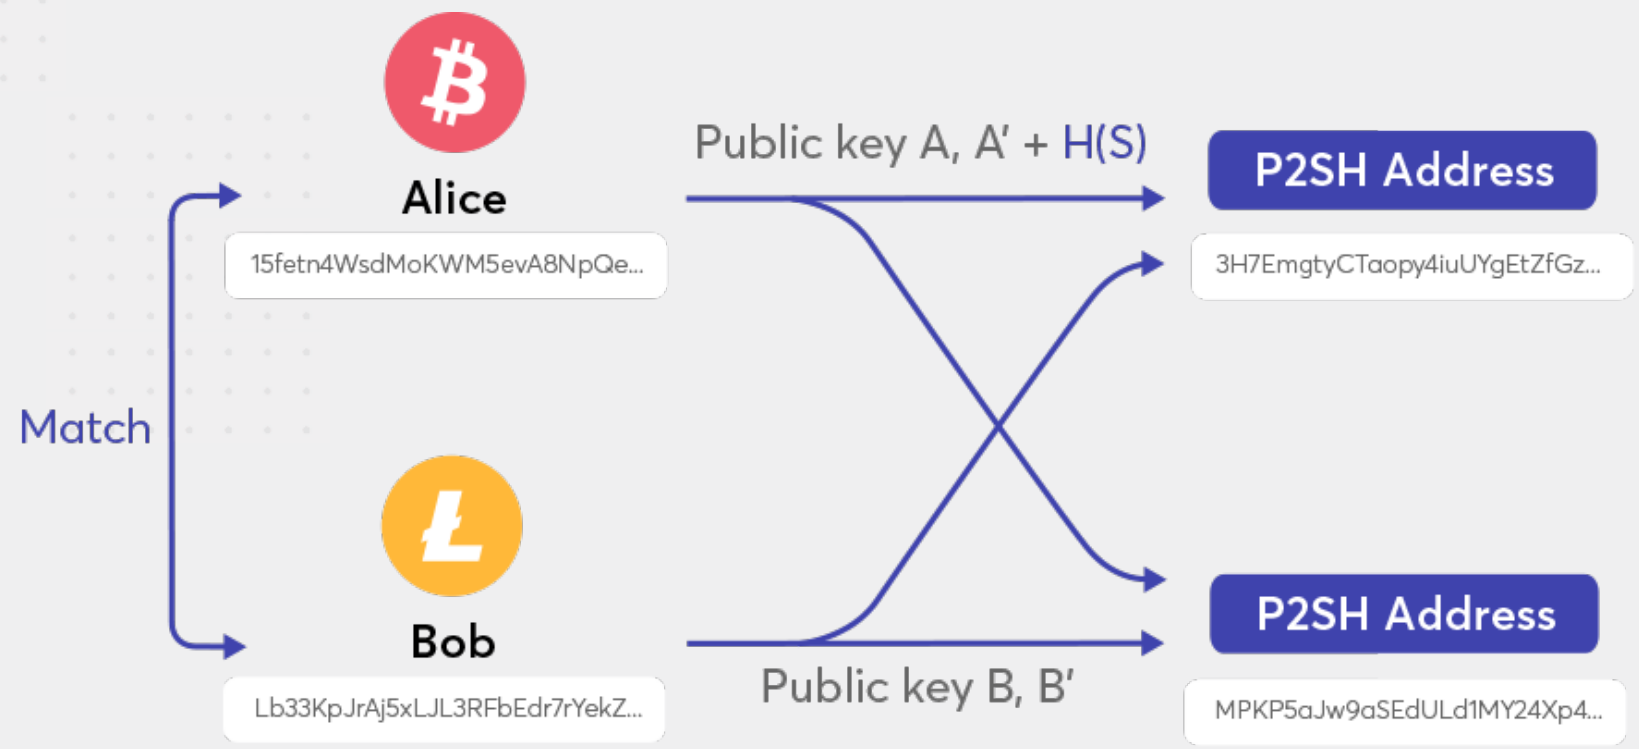 Public key A, A' + H(S)
P2SH Address
Alice
15fetn4WsdMoKWM5evA8NpQe...
3H7EmgtyCTaopy4iuUYgEtZfGz...
Match
P2SH Address
Bob
Public key B, B'
Lb33KpJrAj5xLJL3RFbEdr7rYekZ...
MPKP5aJw9aSEdULd1MY24Xp4...